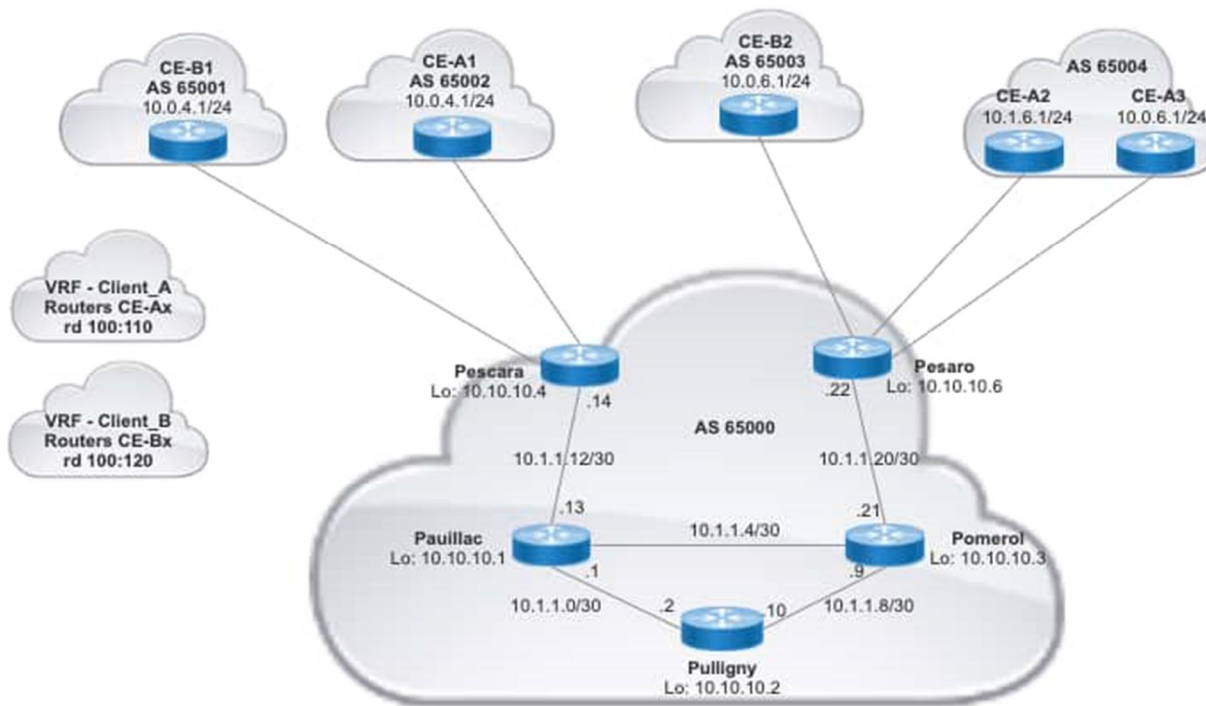 CE-B1
AS 65001
10.0.4.1/24
CE-A1
AS 65002
10.0.4.1/24
CE-B2
AS 65003
10.0.6.1/24
AS 65004
CE-A2
10.1.6.1/24
CE-A3
10.0.6.1/24
VRF - Client_A
Routers CE-Ax
rd 100:110
VRF - Client_B
Routers CE-Bx
rd 100:120
Pescara
Lo: 10.10.10.4
.14
Pesaro
Lo: 10.10.10.6
.22
AS 65000
10.1.1.12/30
10.1.1.20/30
.13
.21
Pauillac
Lo: 10.10.10.1
10.1.1.4/30
Pomerol
Lo: 10.10.10.3
.1
.9
10.1.1.0/30
.2
.10
10.1.1.8/30
Pulligny
Lo: 10.10.10.2